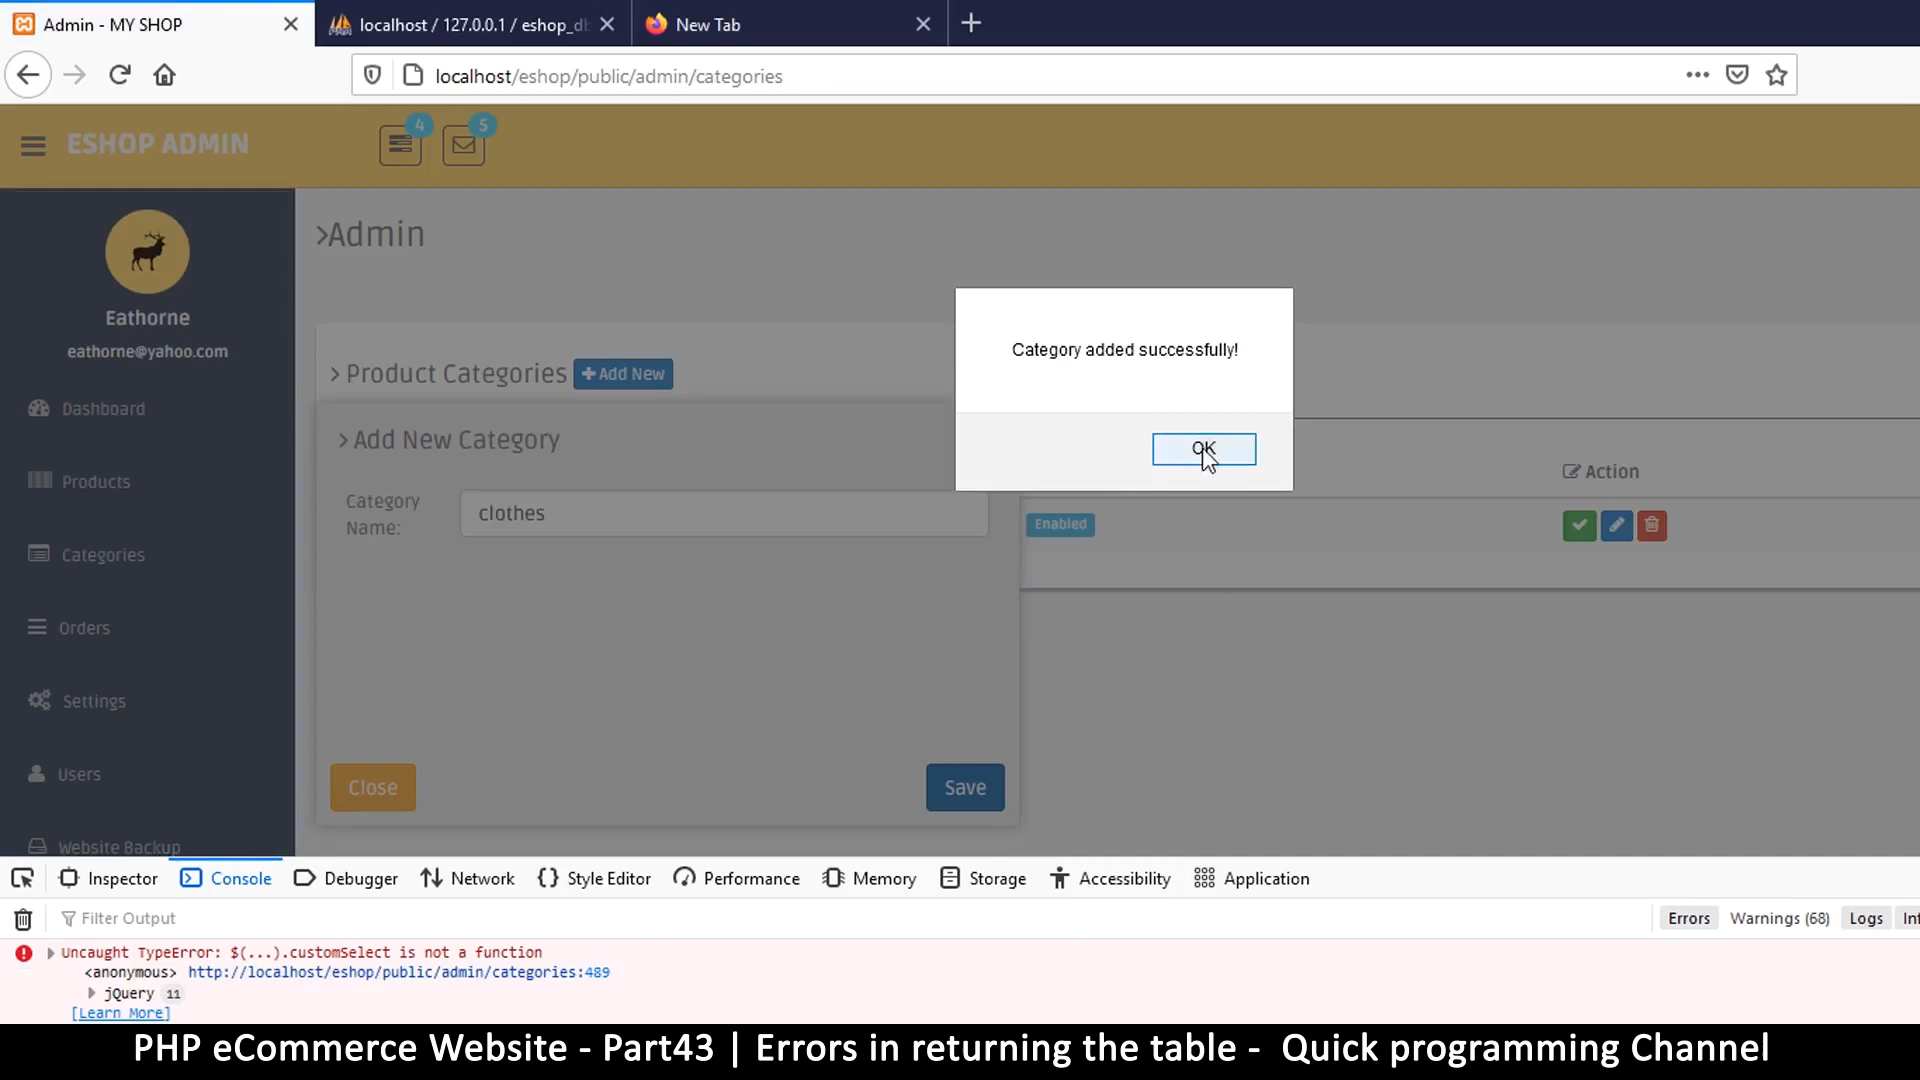 Admin - MY SHOP
localhost / 127.0.0.1 / eshop_db
New Tab
localhost/eshop/public/admin/categories
ESHOP ADMIN
4
5
Eathorne
eathorne@yahoo.com
Dashboard
Products
Categories
Orders
Settings
Users
Website Backup
>Admin
> Product Categories
+ Add New
> Add New Category
Category
Name:
clothes
Close
Save
Category added successfully!
OK
Action
Enabled
Inspector
Console
Debugger
Network
Style Editor
Performance
Memory
Storage
Accessibility
Application
Filter Output
Errors
Warnings (68)
Logs
Uncaught TypeError: $(...).customSelect is not a function
<anonymous> http://localhost/eshop/public/admin/categories:489
jQuery 11
[Learn More]
PHP eCommerce Website - Part43 | Errors in returning the table - Quick programming Channel